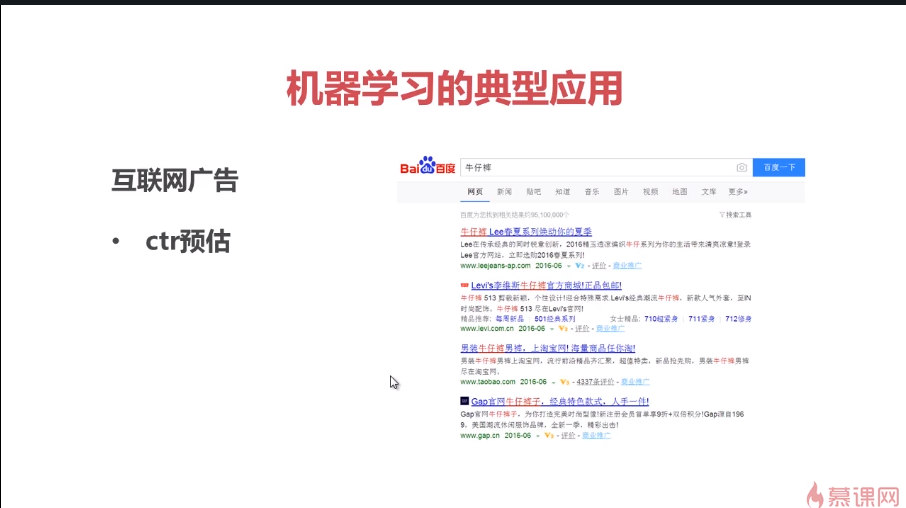 机器学习的典型应用
互联网广告
• ctr预估
Bai du 百度
牛仔裤
百度一下
网页 新闻 贴吧 知道 音乐 图片 视频 地图 文库 更多»
百度为您找到相关结果约95,100,000个
搜索工具
牛仔裤 Lee春夏系列焕动你的夏季
Lee在传承经典的同时锐意创新，2016精玉透凉编织牛仔系列为你的生活带来清爽凉意!登录
Lee官方网站，立即选购2016春夏系列!
www.leejeans-ap.com 2016-06 - V2 - 评价 - 商业推广
Levi's李维斯牛仔裤官方商城!正品包邮!
牛仔裤 513 剪裁新颖，个性设计!迎合特殊需求.Levi's经典潮流牛仔裤，新款人气外套，至IN
时尚配饰。牛仔裤 513 尽在Levi's官网!
精品推荐: 每周新品 501经典系列 女士精品: 710超紧身 711紧身 712修身
www.levi.com.cn 2016-06 - V3 - 评价 - 商业推广
男装牛仔裤男裤，上淘宝网! 海量商品任你淘!
男装牛仔裤男裤上淘宝网，流行前沿精品齐汇聚，超值特卖，新品抢先购，男装牛仔裤男裤
尽在淘宝网。
www.taobao.com 2016-06 - V3 - 4337条评价 - 商业推广
Gap官网牛仔裤子，经典特色款式，人手一件!
Gap官网牛仔裤子，为你打造完美时尚型僮!新注册会员首单享9折+双倍积分!Gap源自196
9，美国潮流休闲服饰品牌，全新一季，精彩出击!
www.gap.cn 2016-06 - V2 - 评价 - 商业推广
慕课网